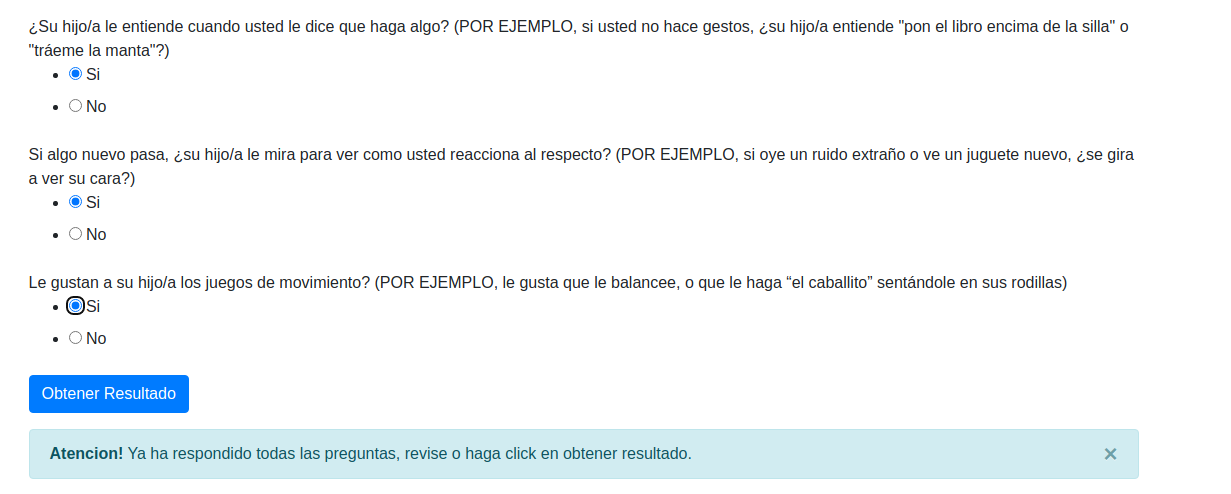 ¿Su hijo/a le entiende cuando usted le dice que haga algo? (POR EJEMPLO, si usted no hace gestos, ¿su hijo/a entiende "pon el libro encima de la silla" o
"tráeme la manta"?)
Si
No
Si algo nuevo pasa, ¿su hijo/a le mira para ver como usted reacciona al respecto? (POR EJEMPLO, si oye un ruido extraño o ve un juguete nuevo, ¿se gira
a ver su cara?)
Si
No
Le gustan a su hijo/a los juegos de movimiento? (POR EJEMPLO, le gusta que le balancee, o que le haga “el caballito” sentándole en sus rodillas)
Si
No
Obtener Resultado
Atencion! Ya ha respondido todas las preguntas, revise o haga click en obtener resultado. ×